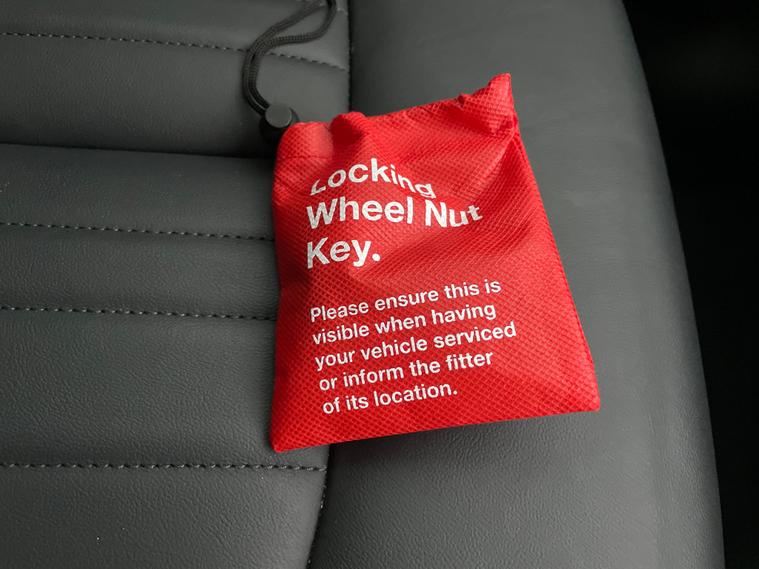 Locking
Wheel Nut
Key.
Please ensure this is
visible when having
your vehicle serviced
or inform the fitter
of its location.